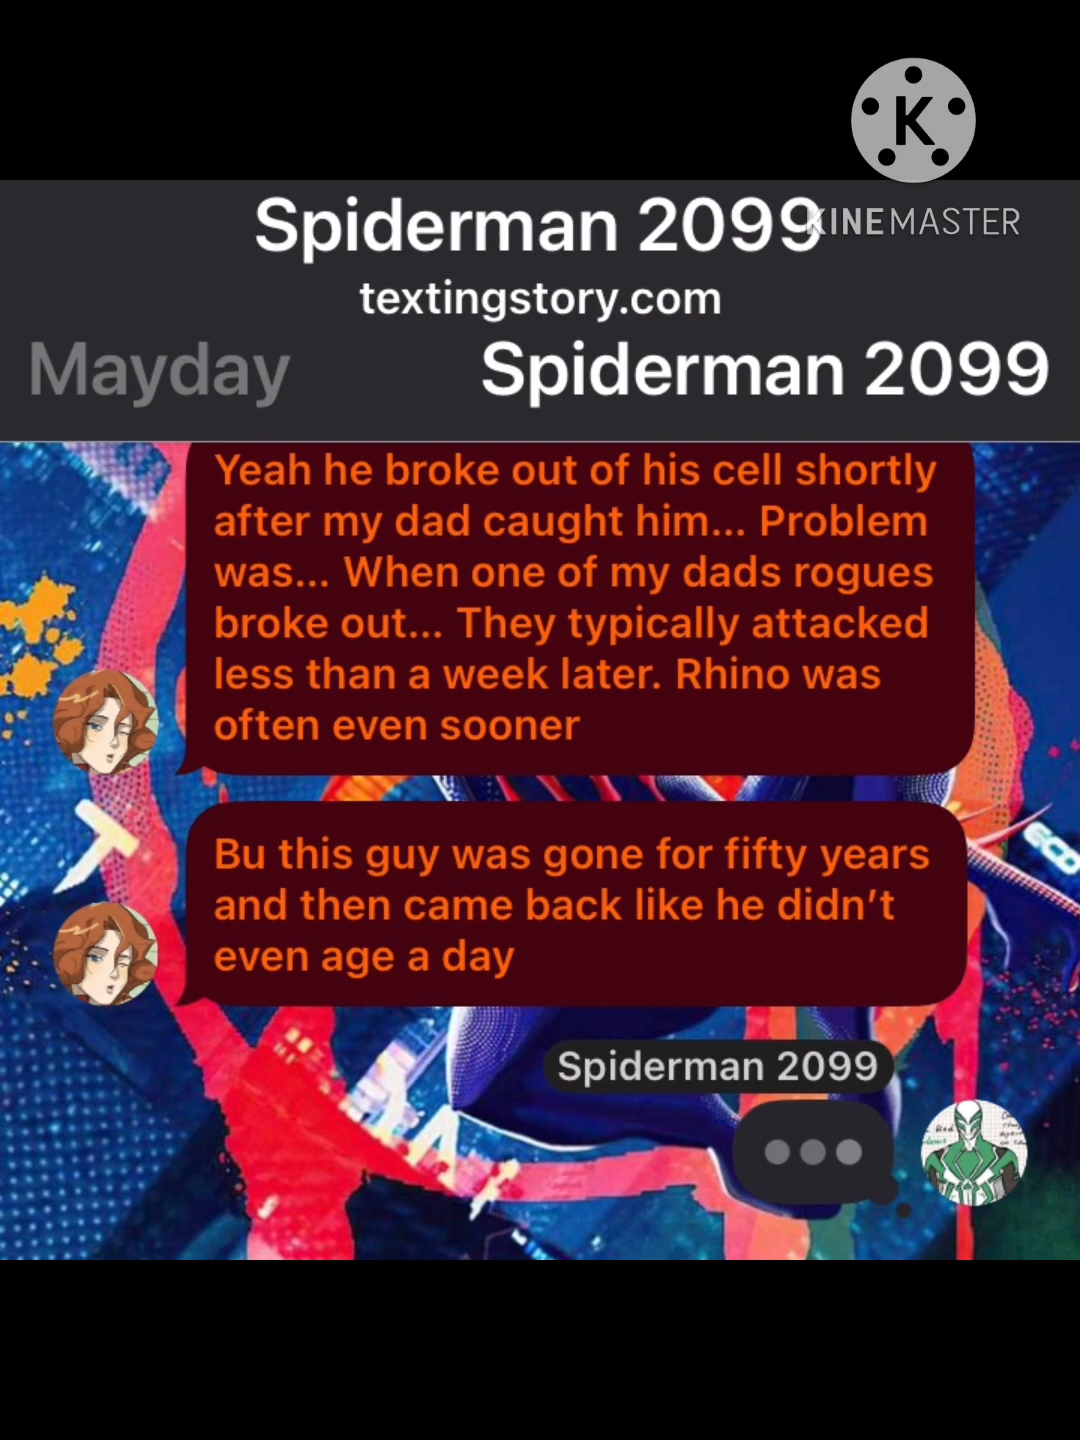 K
KINEMASTER
Spiderman 2099
textingstory.com
Mayday
Spiderman 2099
Yeah he broke out of his cell shortly
after my dad caught him... Problem
was... When one of my dads rogues
broke out... They typically attacked
less than a week later. Rhino was
often even sooner
Bu this guy was gone for fifty years
and then came back like he didn’t
even age a day
Spiderman 2099